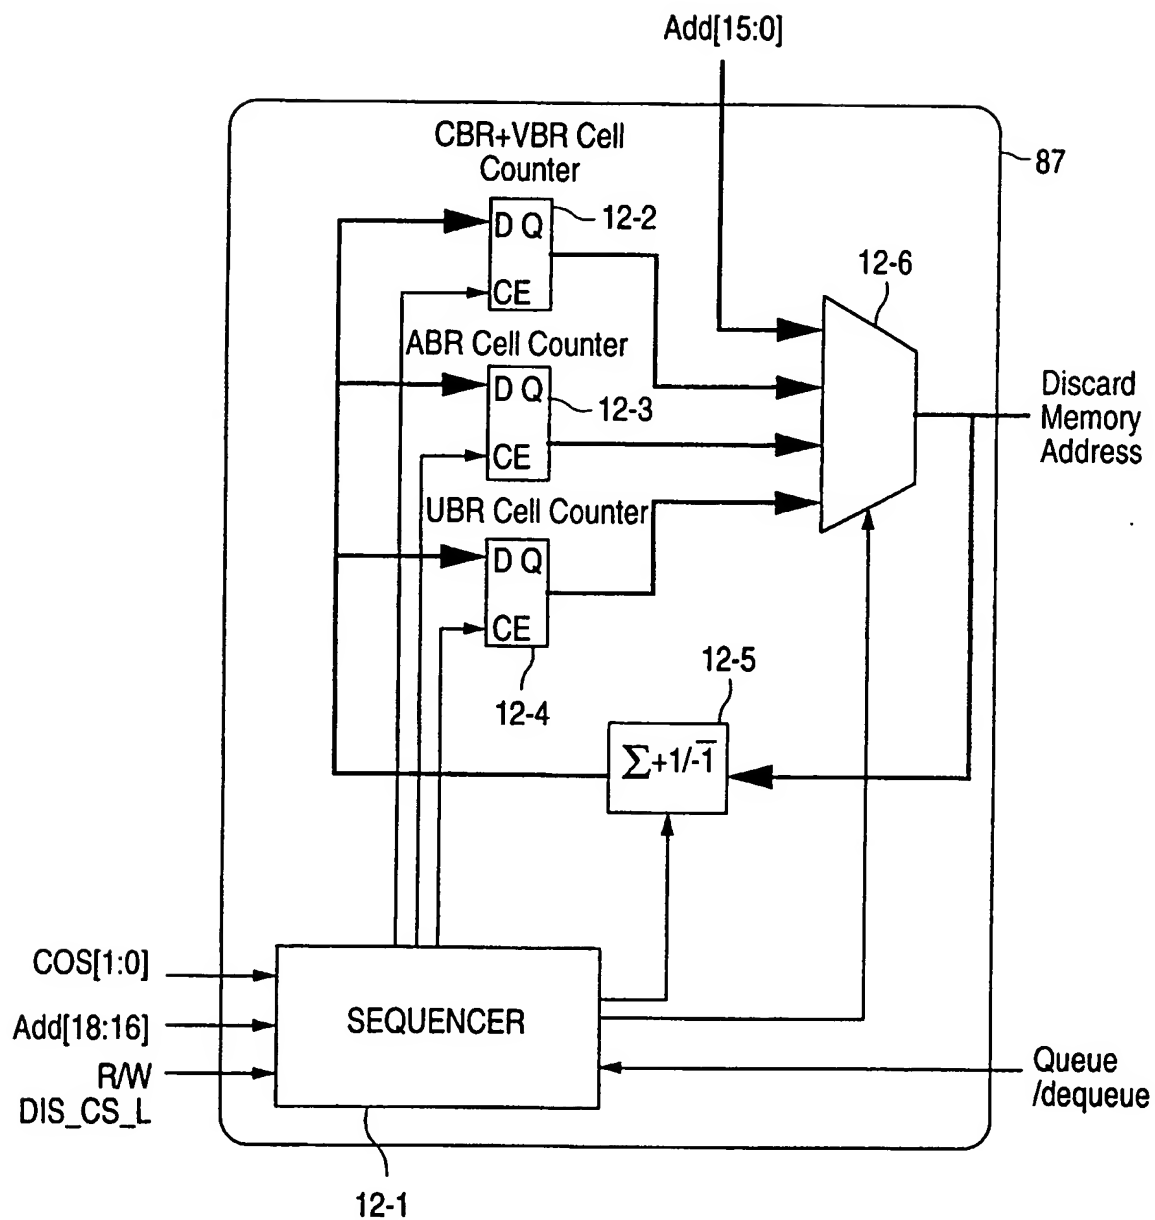 Add[15:0]
CBR+VBR Cell
Counter
87
D Q
12-2
CE
12-6
ABR Cell Counter
D Q
12-3
CE
Discard
Memory
Address
UBR Cell Counter
D Q
CE
12-4
12-5
Σ+1/-1̅
COS[1:0]
Add[18:16]
R/W
DIS_CS_L
SEQUENCER
Queue
/dequeue
12-1